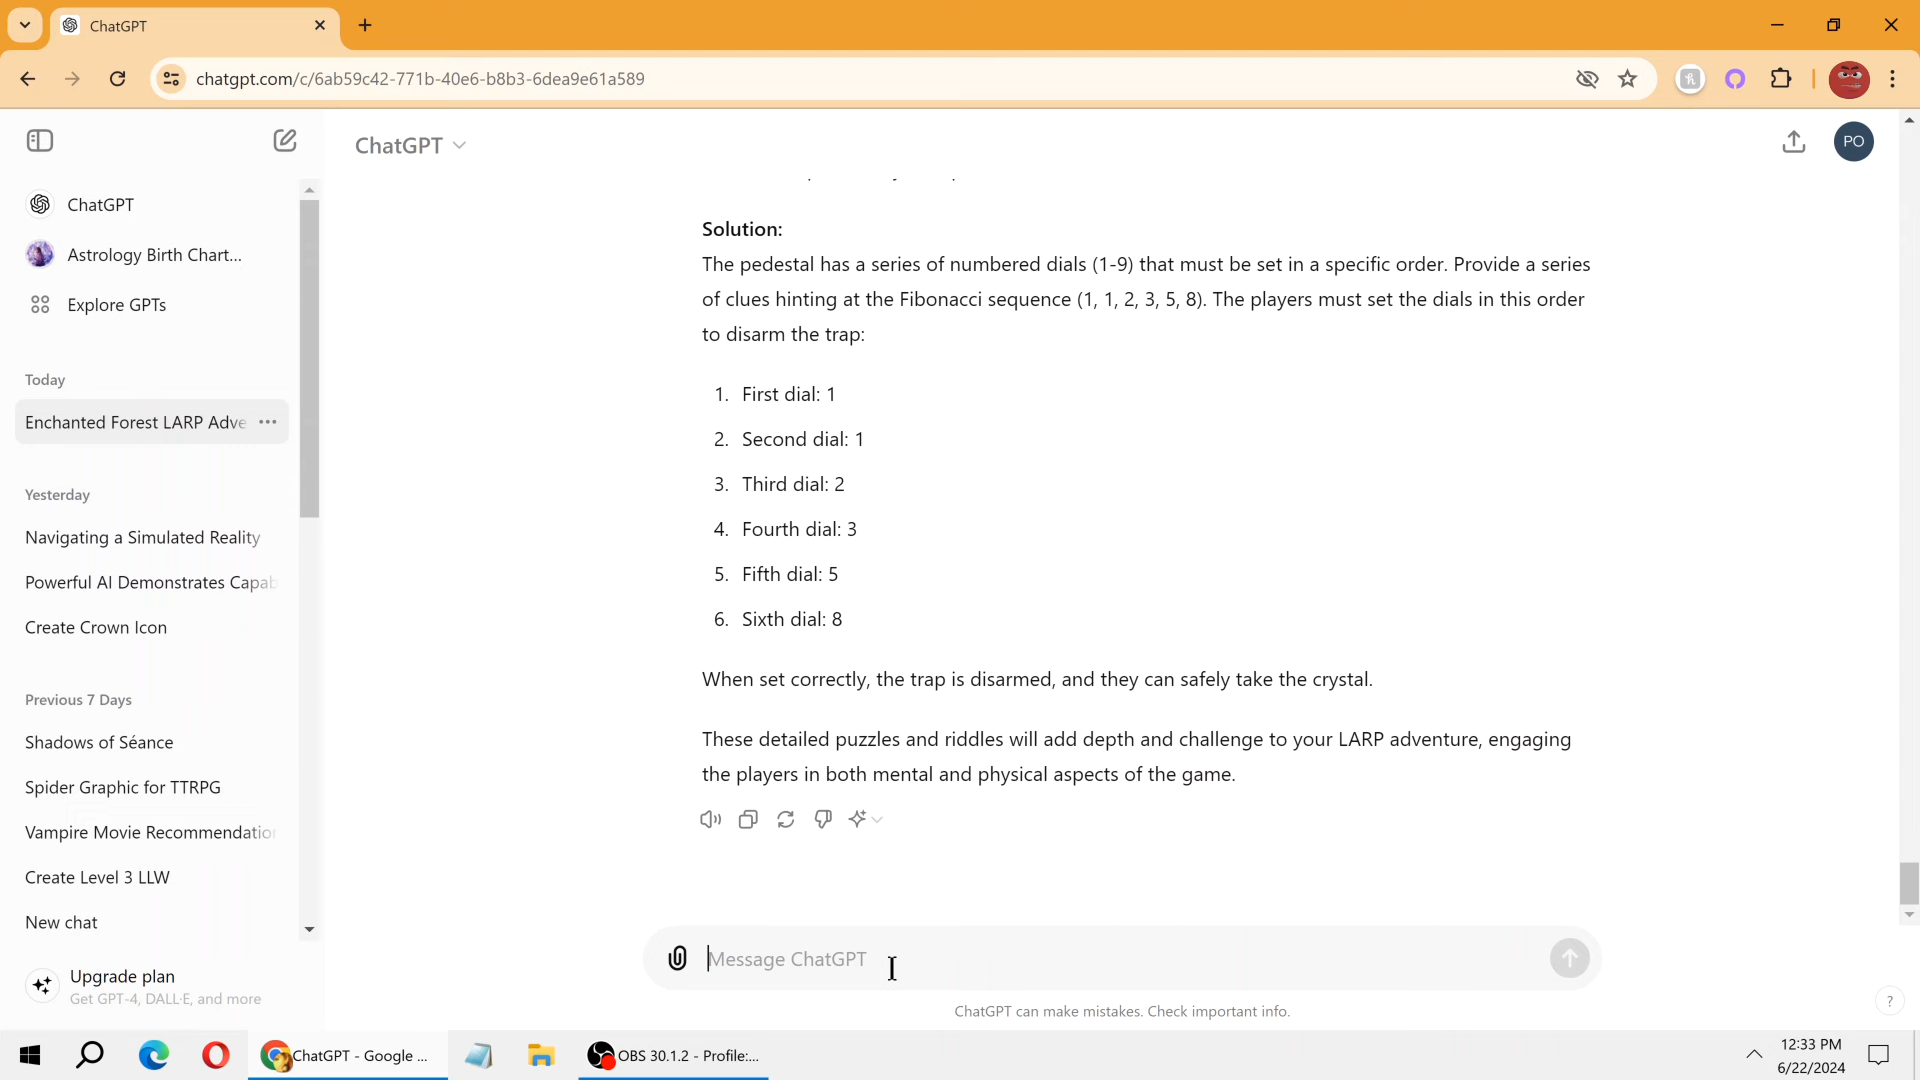 ChatGPT
chatgpt.com/c/6ab59c42-771b-40e6-b8b3-6dea9e61a589
ChatGPT
PO
ChatGPT
Astrology Birth Chart...
Explore GPTs
Today
Enchanted Forest LARP Adve
Yesterday
Navigating a Simulated Reality
Powerful AI Demonstrates Capab
Create Crown Icon
Previous 7 Days
Shadows of Séance
Spider Graphic for TTRPG
Vampire Movie Recommendation
Create Level 3 LLW
New chat
Upgrade plan
Get GPT-4, DALL·E, and more
Solution:
The pedestal has a series of numbered dials (1-9) that must be set in a specific order. Provide a series
of clues hinting at the Fibonacci sequence (1, 1, 2, 3, 5, 8). The players must set the dials in this order
to disarm the trap:
1. First dial: 1
2. Second dial: 1
3. Third dial: 2
4. Fourth dial: 3
5. Fifth dial: 5
6. Sixth dial: 8
When set correctly, the trap is disarmed, and they can safely take the crystal.
These detailed puzzles and riddles will add depth and challenge to your LARP adventure, engaging
the players in both mental and physical aspects of the game.
Message ChatGPT
ChatGPT can make mistakes. Check important info.
?
ChatGPT - Google ...
OBS 30.1.2 - Profile:...
12:33 PM
6/22/2024